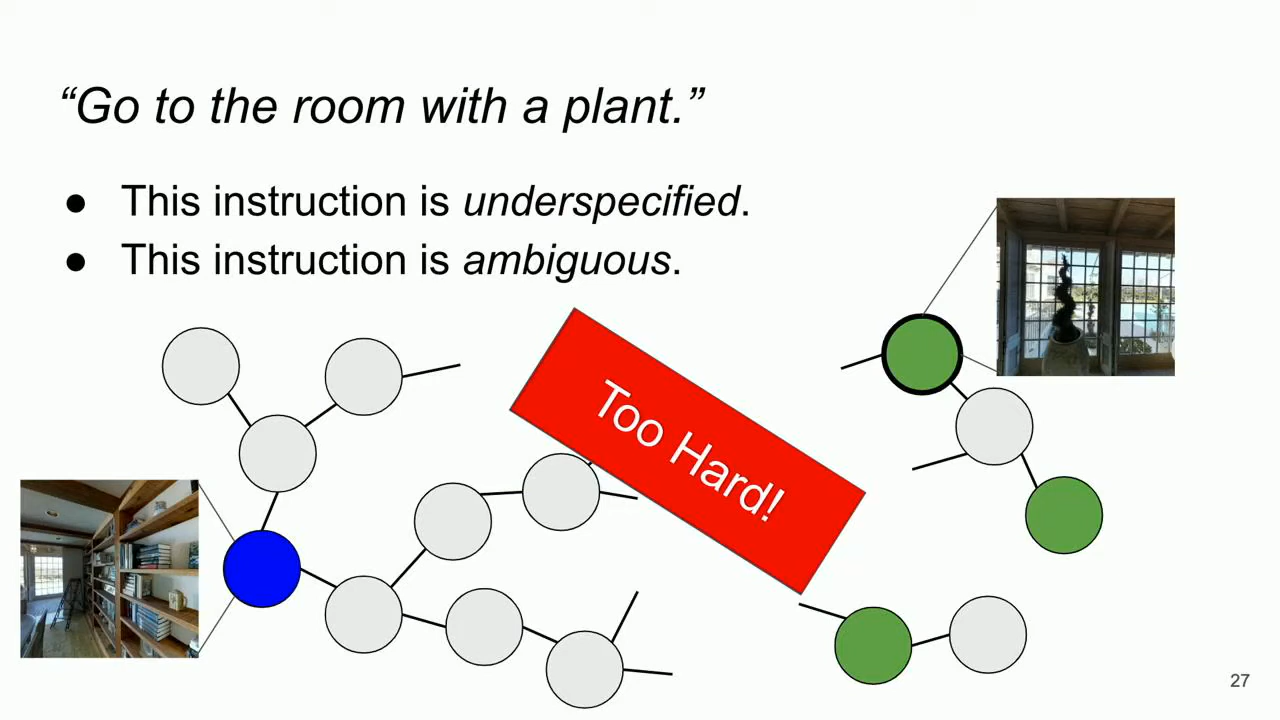 “Go to the room with a plant.”
● This instruction is underspecified.
● This instruction is ambiguous.
Too Hard!
27